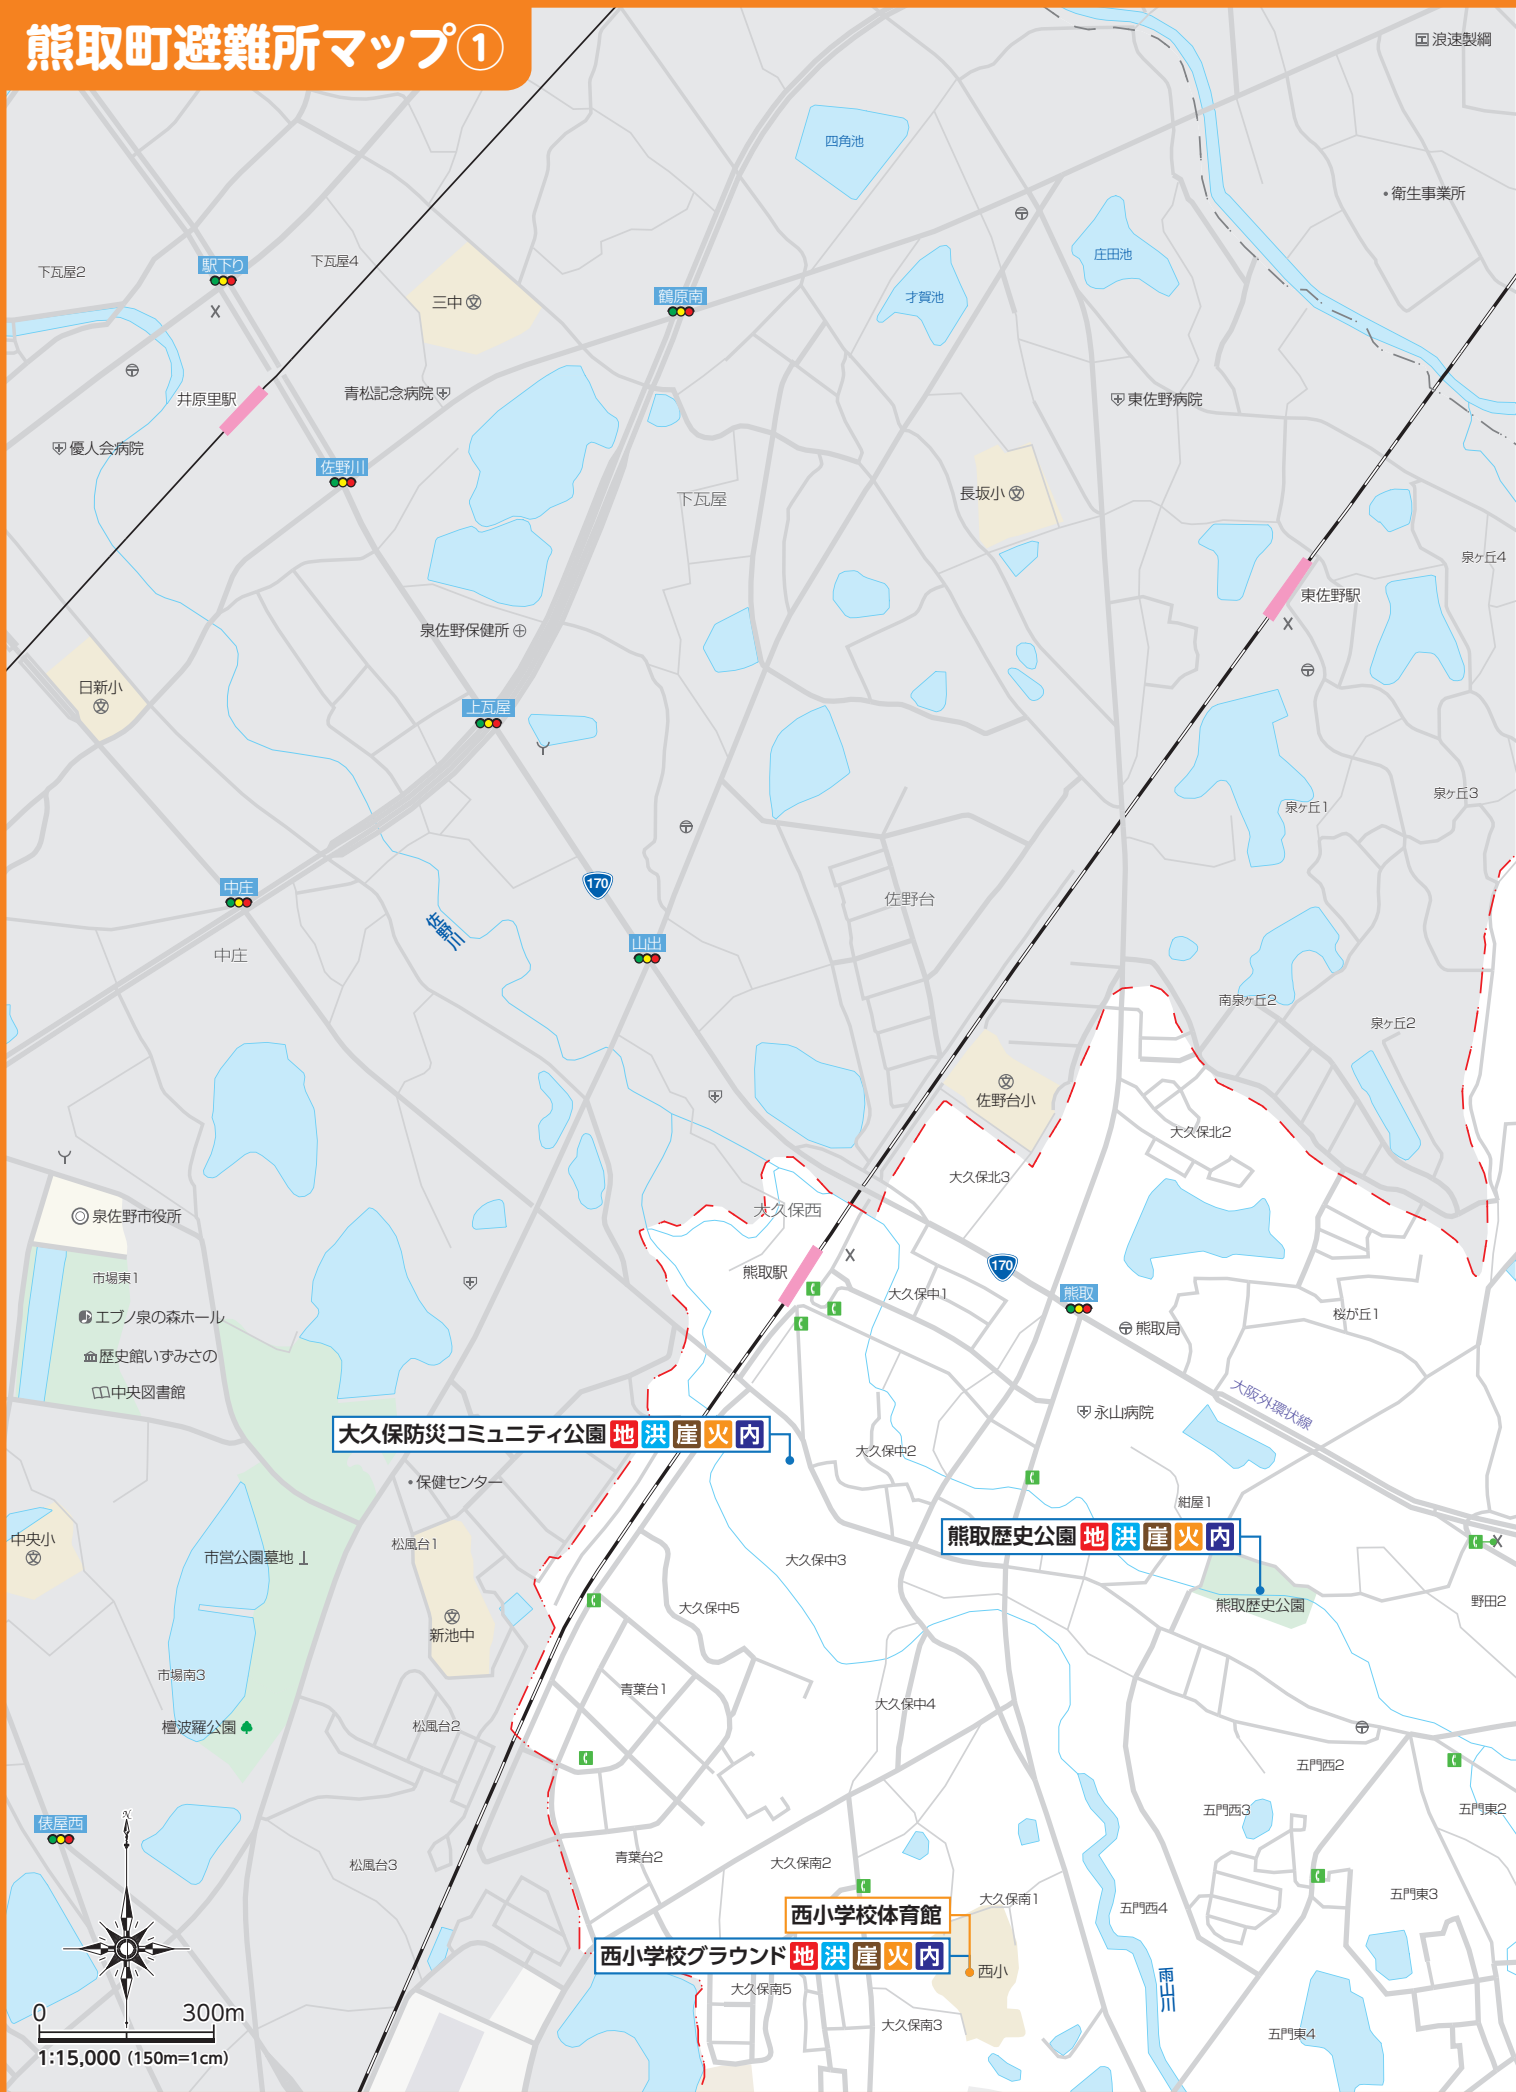 熊取町避難所マップ①
浪速製綱
四角池
衛生事業所
庄田池
駅下り
下瓦屋4
下瓦屋2
三中
鶴原南
才賀池
井原里駅
青松記念病院
東佐野病院
優人会病院
佐野川
下瓦屋
長坂小
泉ヶ丘4
東佐野駅
泉佐野保健所
日新小
上瓦屋
泉ヶ丘3
泉ヶ丘1
170
中庄
佐野台
佐野川
山出
中庄
南泉ヶ丘2
泉ヶ丘2
佐野台小
大久保北2
大久保北3
大久保西
泉佐野市役所
170
市場東1
熊取駅
大久保中1
熊取
エブノ泉の森ホール
桜が丘1
熊取局
歴史館いずみさの
中央図書館
大阪外環状線
永山病院
大久保防災コミュニティ公園 地 洪 崖 火 内
大久保中2
保健センター
紺屋1
中央小
松風台1
熊取歴史公園 地 洪 崖 火 内
市営公園墓地
大久保中3
熊取歴史公園
野田2
大久保中5
新池中
市場南3
青葉台1
大久保中4
檀波羅公園
松風台2
五門西2
五門西3
五門東2
俵屋西
N
青葉台2
大久保南2
松風台3
大久保南1
五門東3
五門西4
西小学校体育館
西小学校グラウンド 地 洪 崖 火 内
西小
大久保南5
雨山川
大久保南3
五門東4
0 300m
1:15,000 (150m=1cm)